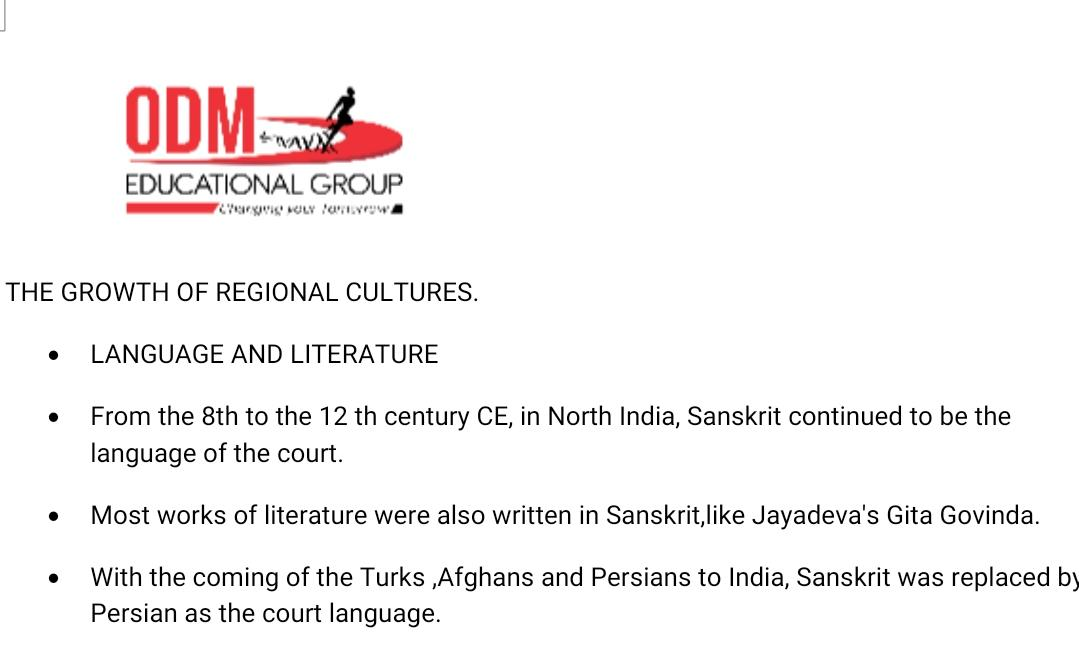 ODM
EDUCATIONAL GROUP
Changing your Tomorrow
THE GROWTH OF REGIONAL CULTURES.
• LANGUAGE AND LITERATURE
• From the 8th to the 12 th century CE, in North India, Sanskrit continued to be the
language of the court.
• Most works of literature were also written in Sanskrit,like Jayadeva's Gita Govinda.
• With the coming of the Turks ,Afghans and Persians to India, Sanskrit was replaced by
Persian as the court language.